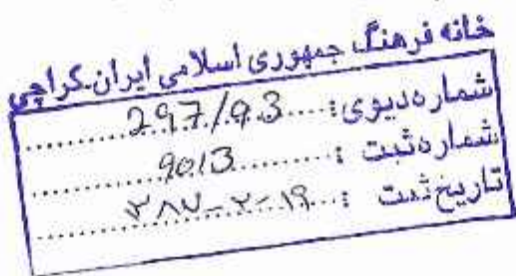 خانه فرهنگ جمهوری اسلامی ایران۔کراچی
شماره دیوی: 297/.93
شماره ثبت : 9013
تاریخ ثبت : ۳۸۷-۲-۱۹